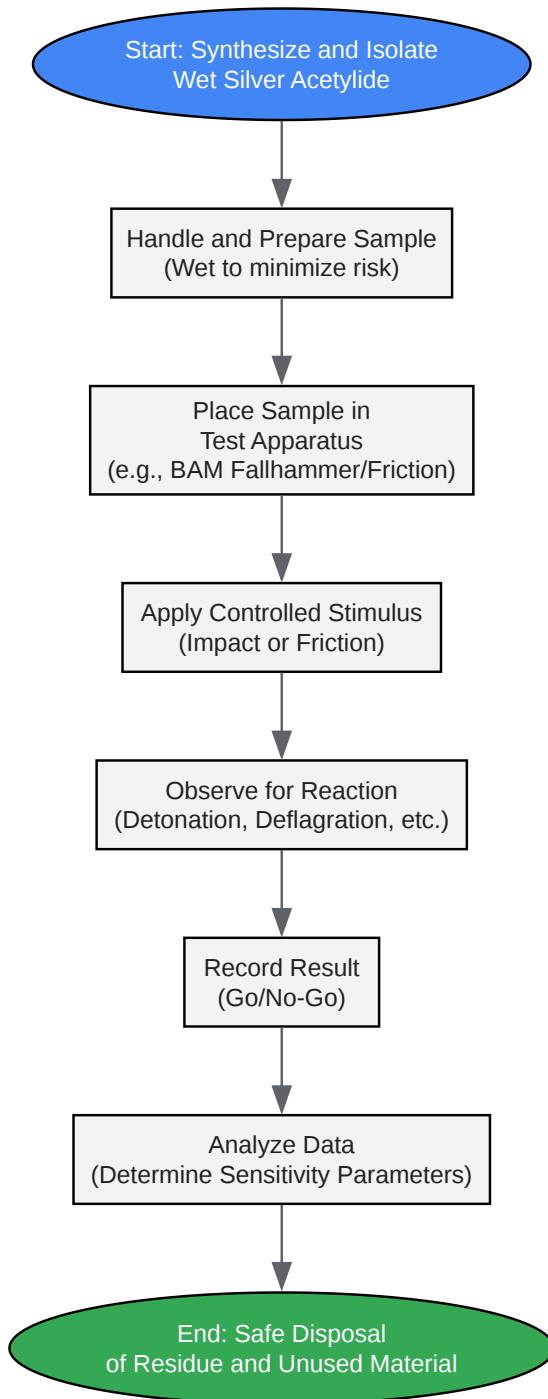 Start: Synthesize and Isolate
Wet Silver Acetylide
Handle and Prepare Sample
(Wet to minimize risk)
Place Sample in
Test Apparatus
(e.g., BAM Fallhammer/Friction)
Apply Controlled Stimulus
(Impact or Friction)
Observe for Reaction
(Detonation, Deflagration, etc.)
Record Result
(Go/No-Go)
Analyze Data
(Determine Sensitivity Parameters)
End: Safe Disposal
of Residue and Unused Material